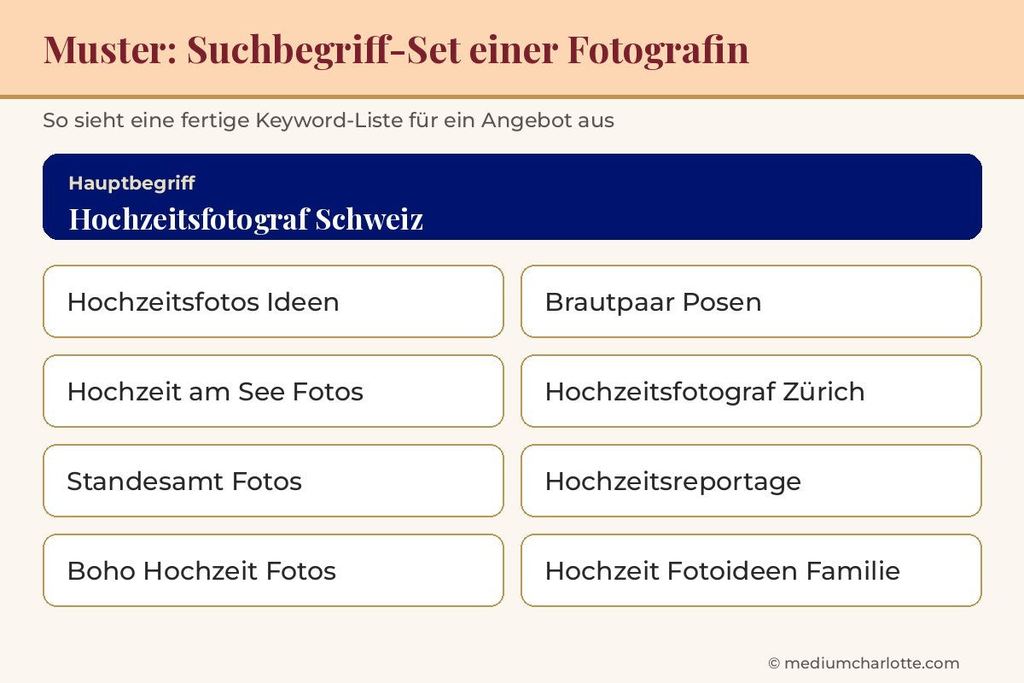 Muster: Suchbegriff-Set einer Fotografin
So sieht eine fertige Keyword-Liste für ein Angebot aus
Hauptbegriff
Hochzeitsfotograf Schweiz
Hochzeitsfotos Ideen
Brautpaar Posen
Hochzeit am See Fotos
Hochzeitsfotograf Zürich
Standesamt Fotos
Hochzeitsreportage
Boho Hochzeit Fotos
Hochzeit Fotoideen Familie
© mediumcharlotte.com